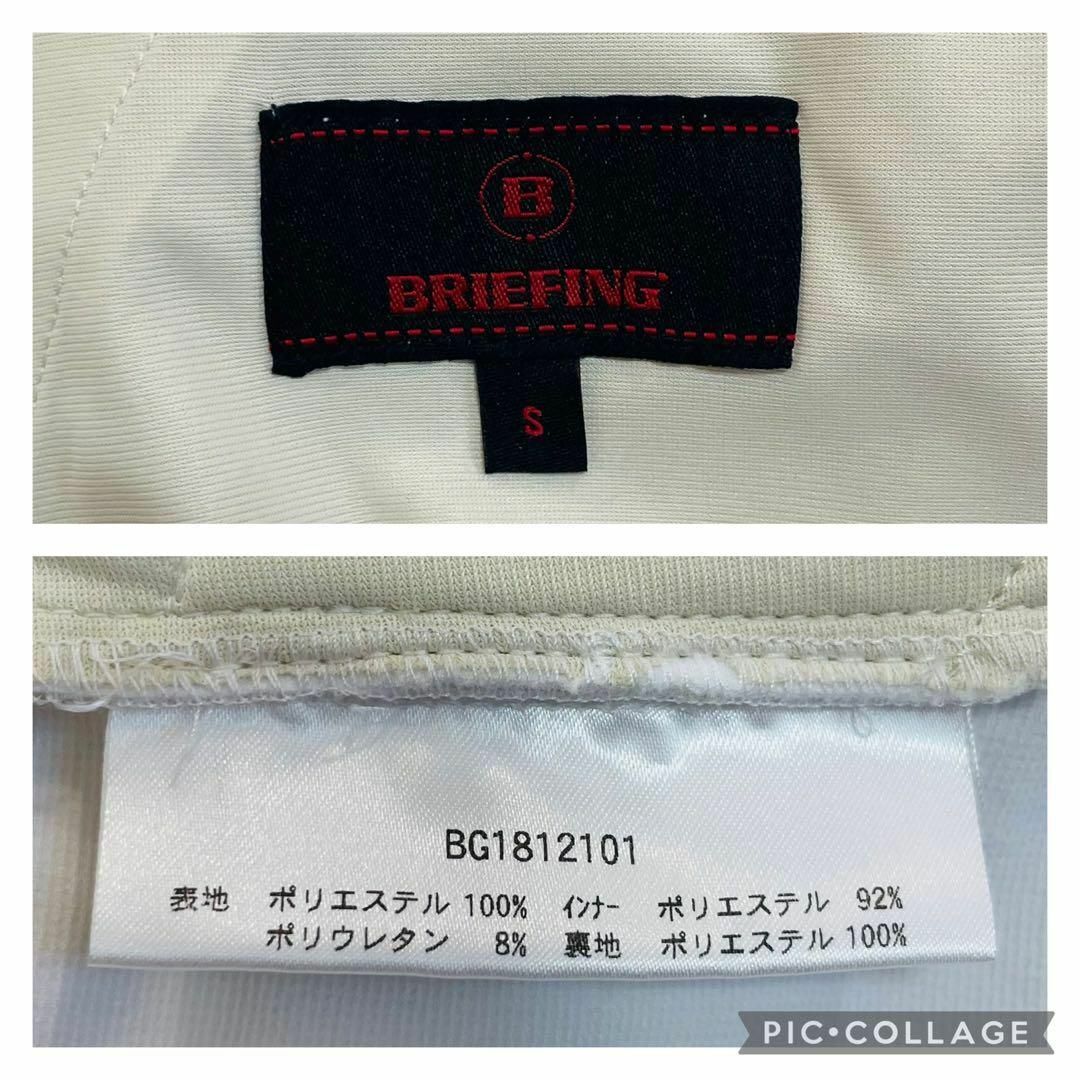 B
BRIEFING
S
BG1812101
表地 ポリエステル 100% インナー ポリエステル 92%
ポリウレタン 8% 裏地 ポリエステル 100%
PIC•COLLAGE